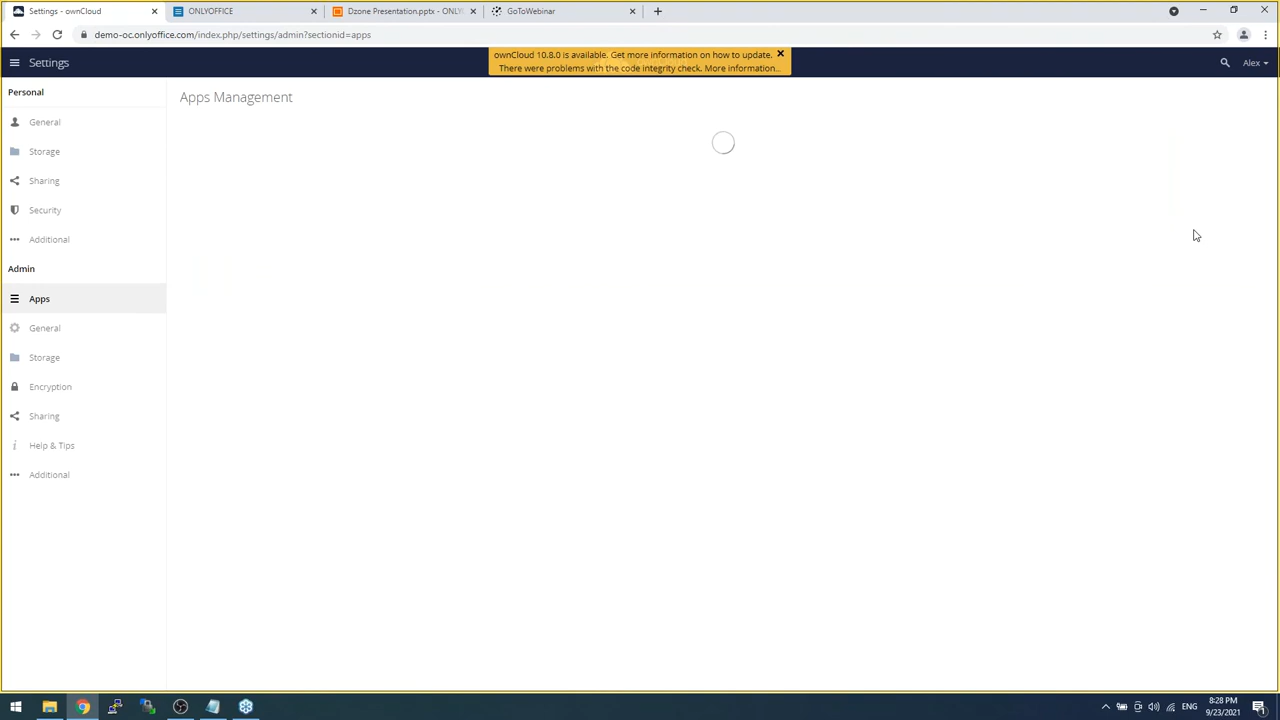 Settings - ownCloud
ONLYOFFICE
Dzone Presentation.pptx - ONLY
GoToWebinar
demo-oc.onlyoffice.com/index.php/settings/admin?sectionid=apps
ownCloud 10.8.0 is available. Get more information on how to update.
There were problems with the code integrity check. More information...
Settings
Alex
Personal
Apps Management
General
Storage
Sharing
Security
Additional
Admin
Apps
General
Storage
Encryption
Sharing
Help & Tips
Additional
ENG
8:28 PM
9/23/2021